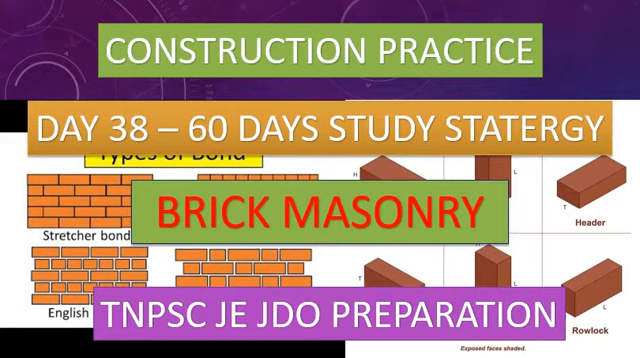 CONSTRUCTION PRACTICE
DAY 38 – 60 DAYS STUDY STATERGY
Types of Bond
BRICK MASONRY
H
L
T
Header
Stretcher bond
T
L
English
TNPSC JE JDO PREPARATION
Rowlock
Exposed faces shaded.